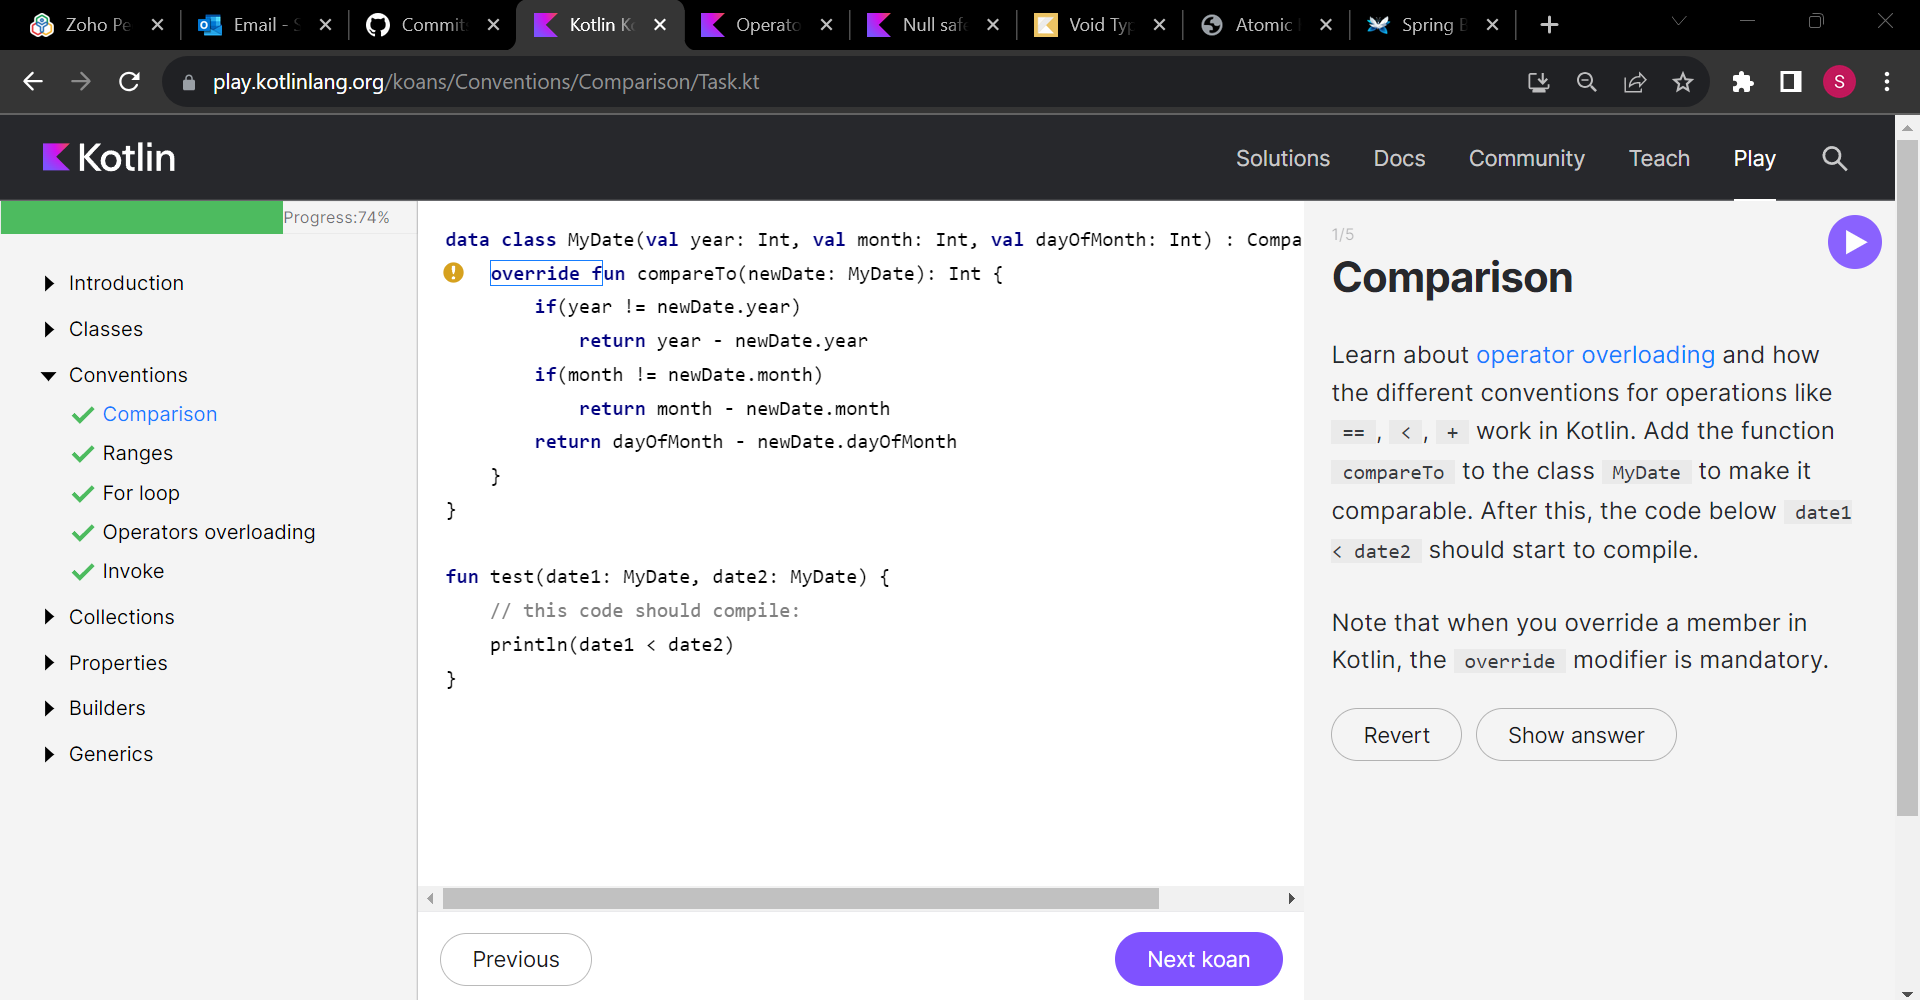 Zoho Pe
Email - S
Commit
Kotlin Ko
Operato
Null safe
Void Typ
Atomic
Spring B
play.kotlinlang.org/koans/Conventions/Comparison/Task.kt
S
Kotlin
Solutions
Docs
Community
Teach
Play
Progress:74%
Introduction
Classes
Conventions
Comparison
Ranges
For loop
Operators overloading
Invoke
Collections
Properties
Builders
Generics
data class MyDate(val year: Int, val month: Int, val dayOfMonth: Int) : Compa
override fun compareTo(newDate: MyDate): Int {
if(year != newDate.year)
return year - newDate.year
if(month != newDate.month)
return month - newDate.month
return dayOfMonth - newDate.dayOfMonth
}
}
fun test(date1: MyDate, date2: MyDate) {
// this code should compile:
println(date1 < date2)
}
Previous
Next koan
1/5
Comparison
Learn about operator overloading and how
the different conventions for operations like
== , < , + work in Kotlin. Add the function
compareTo to the class MyDate to make it
comparable. After this, the code below date1
< date2 should start to compile.
Note that when you override a member in
Kotlin, the override modifier is mandatory.
Revert
Show answer